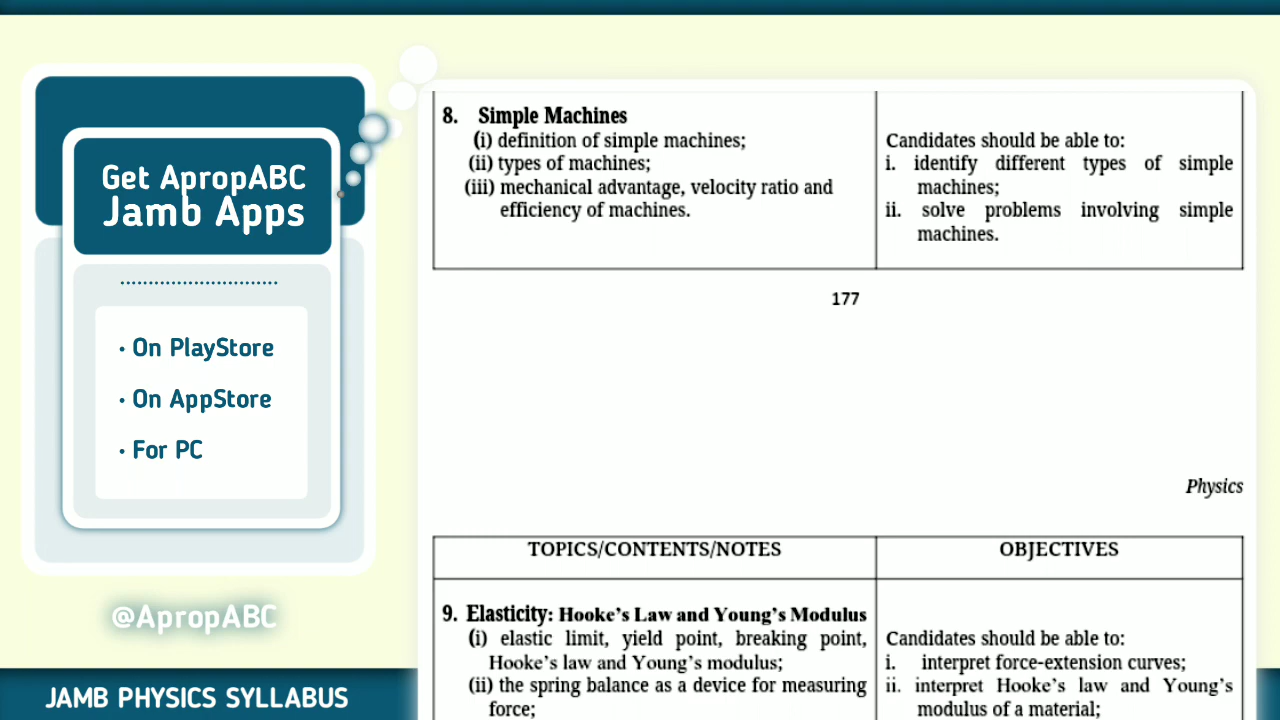 Get ApropABC
Jamb Apps
• On PlayStore
• On AppStore
• For PC
@ApropABC
JAMB PHYSICS SYLLABUS
8. Simple Machines
(i) definition of simple machines;
(ii) types of machines;
(iii) mechanical advantage, velocity ratio and
efficiency of machines.
Candidates should be able to:
i. identify different types of simple
machines;
ii. solve problems involving simple
machines.
177
Physics
TOPICS/CONTENTS/NOTES
OBJECTIVES
9. Elasticity: Hooke’s Law and Young’s Modulus
(i) elastic limit, yield point, breaking point,
Hooke’s law and Young’s modulus;
(ii) the spring balance as a device for measuring
force;
Candidates should be able to:
i. interpret force-extension curves;
ii. interpret Hooke’s law and Young’s
modulus of a material;